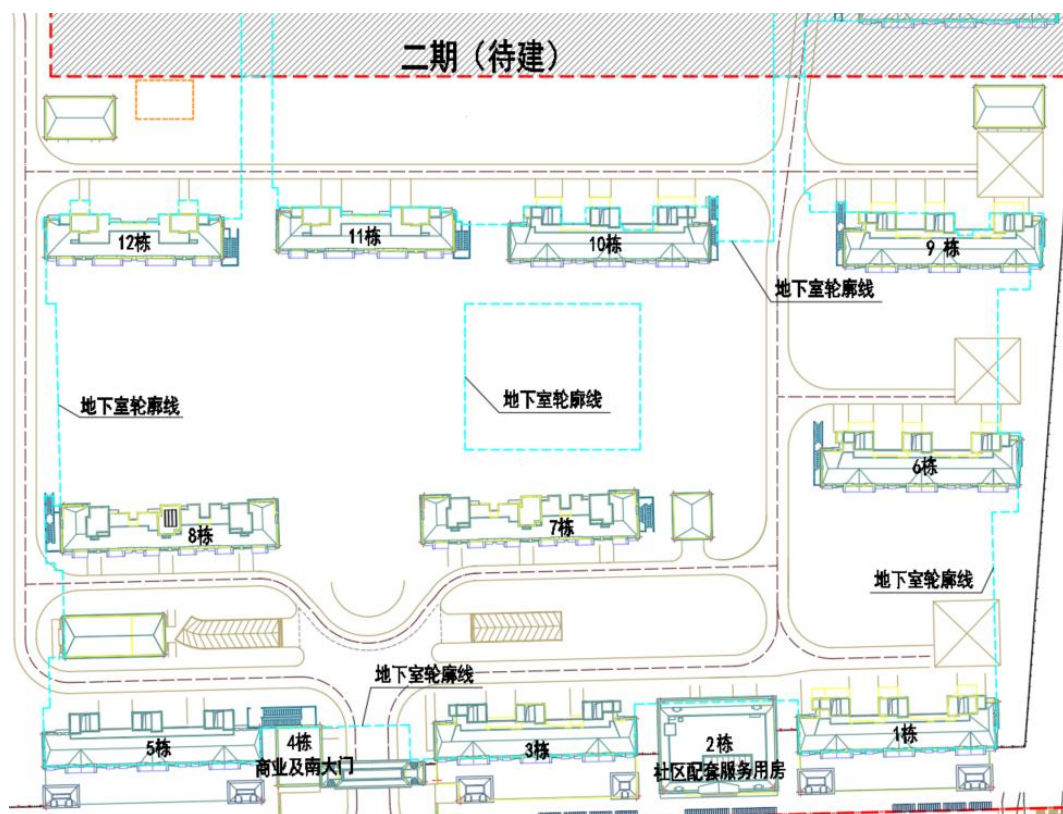 二期（待建）
12栋
11栋
10栋
9 栋
地下室轮廓线
地下室轮廓线
地下室轮廓线
6栋
8栋
7栋
地下室轮廓线
地下室轮廓线
5栋
4栋
商业及南大门
3栋
2栋
社区配套服务用房
1栋